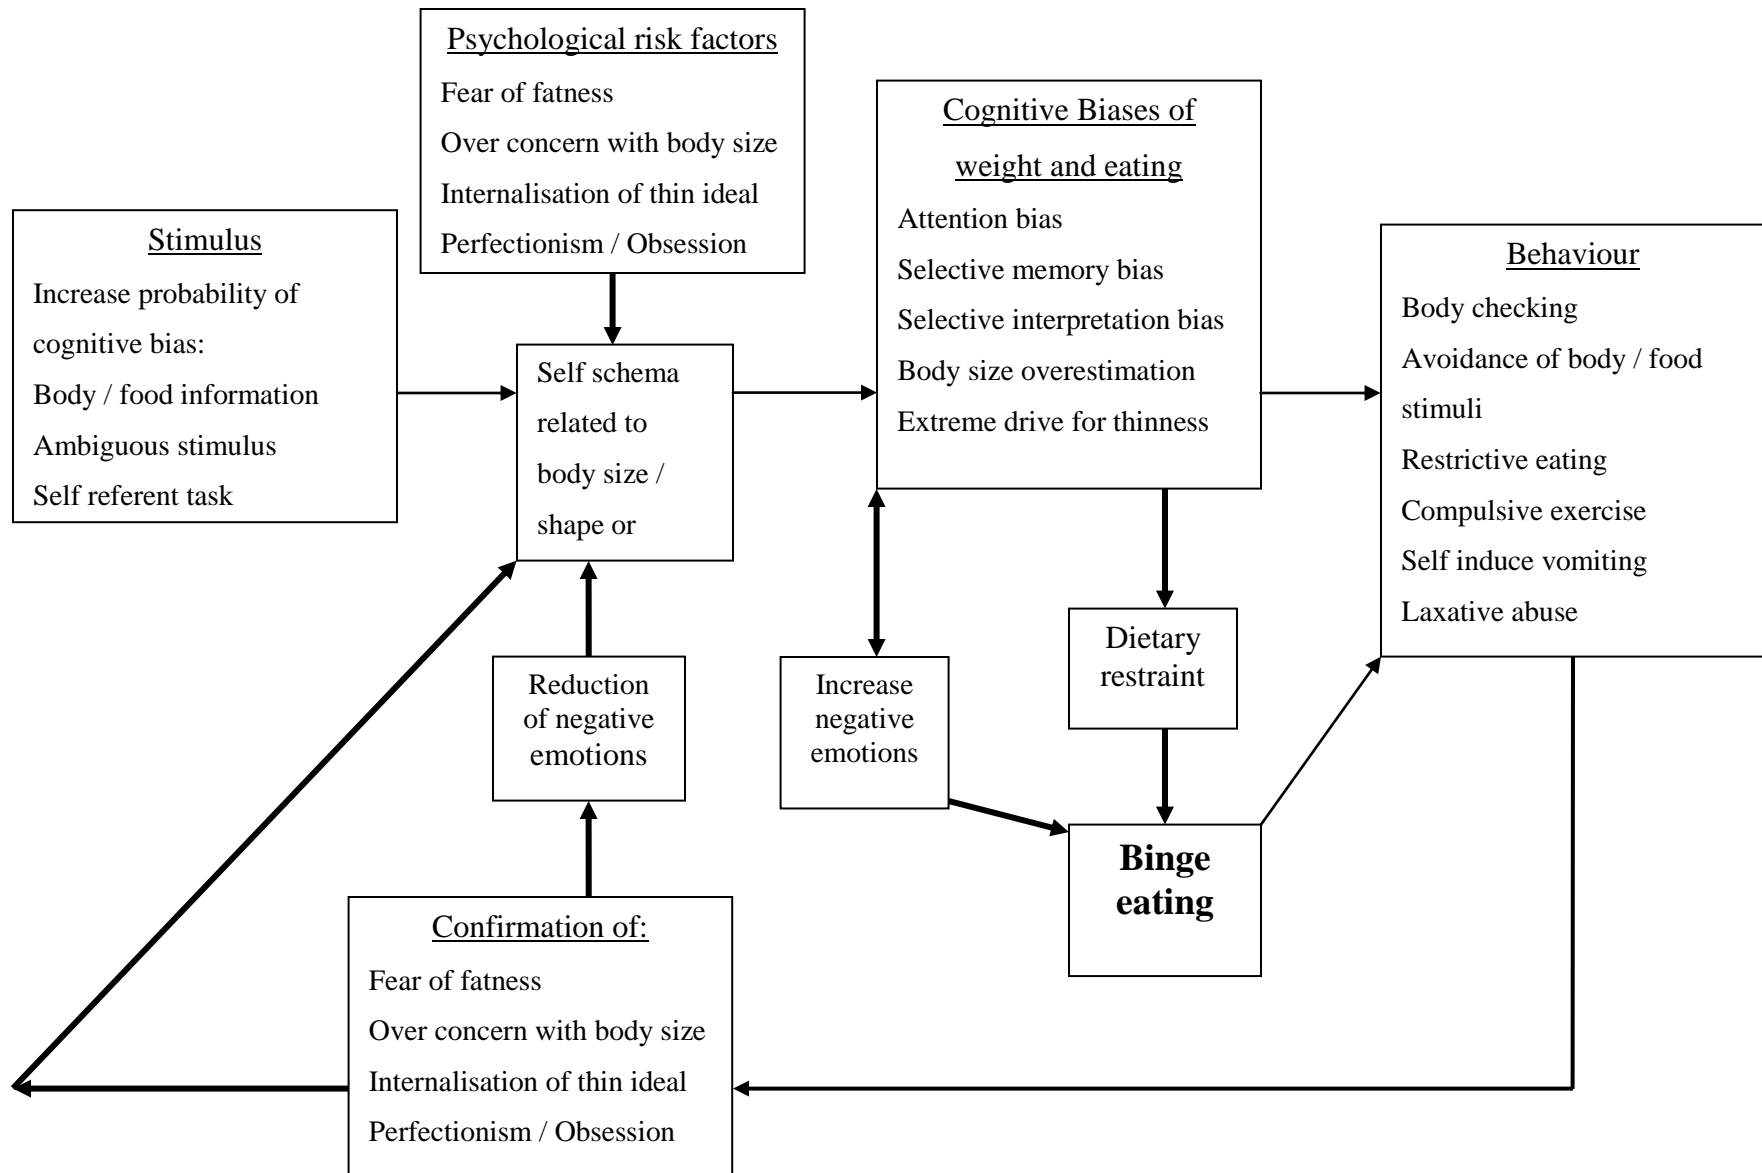 Psychological risk factors
Fear of fatness
Over concern with body size
Internalisation of thin ideal
Perfectionism / Obsession
Stimulus
Increase probability of
cognitive bias:
Body / food information
Ambiguous stimulus
Self referent task
Self schema
related to
body size /
shape or
Cognitive Biases of
weight and eating
Attention bias
Selective memory bias
Selective interpretation bias
Body size overestimation
Extreme drive for thinness
Behaviour
Body checking
Avoidance of body / food
stimuli
Restrictive eating
Compulsive exercise
Self induce vomiting
Laxative abuse
Reduction
of negative
emotions
Increase
negative
emotions
Dietary
restraint
Binge
eating
Confirmation of:
Fear of fatness
Over concern with body size
Internalisation of thin ideal
Perfectionism / Obsession